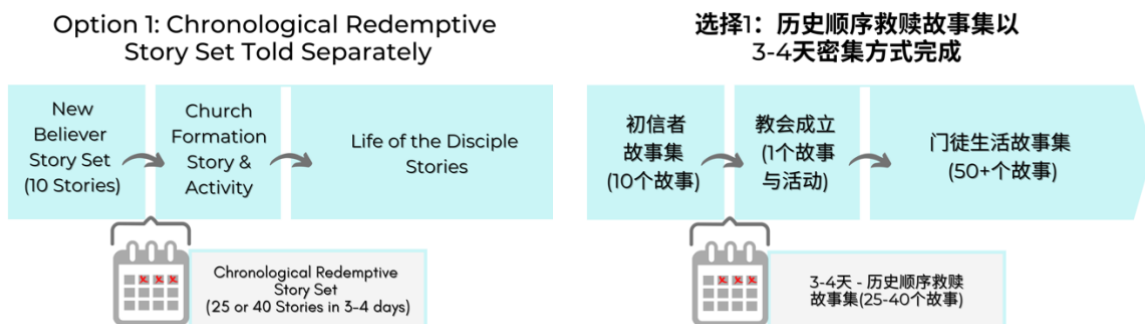 Option 1: Chronological Redemptive
Story Set Told Separately
New
Believer
Story Set
(10 Stories)
Church
Formation
Story &
Activity
Life of the Disciple
Stories
Chronological Redemptive
Story Set
(25 or 40 Stories in 3-4 days)
选择1：历史顺序救赎故事集以
3-4天密集方式完成
初信者
故事集
(10个故事)
教会成立
(1个故事
与活动)
门徒生活故事集
(50+个故事)
3-4天 - 历史顺序救赎
故事集(25-40个故事)